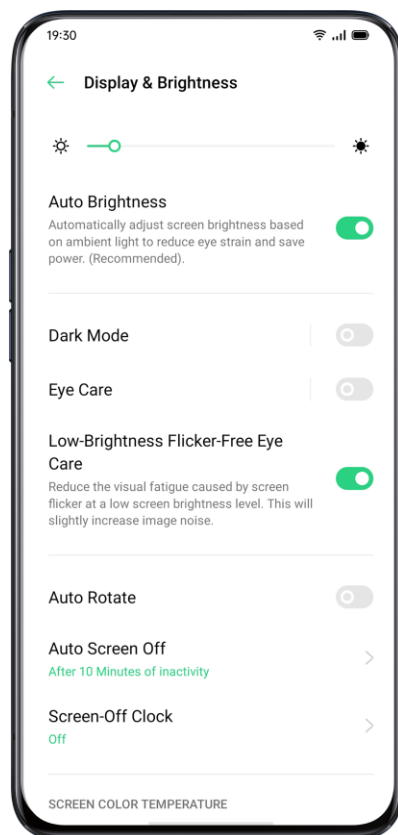 19:30
Display & Brightness
Auto Brightness
Automatically adjust screen brightness based
on ambient light to reduce eye strain and save
power. (Recommended).
Dark Mode
Eye Care
Low-Brightness Flicker-Free Eye
Care
Reduce the visual fatigue caused by screen
flicker at a low screen brightness level. This will
slightly increase image noise.
Auto Rotate
Auto Screen Off
After 10 Minutes of inactivity
Screen-Off Clock
Off
SCREEN COLOR TEMPERATURE